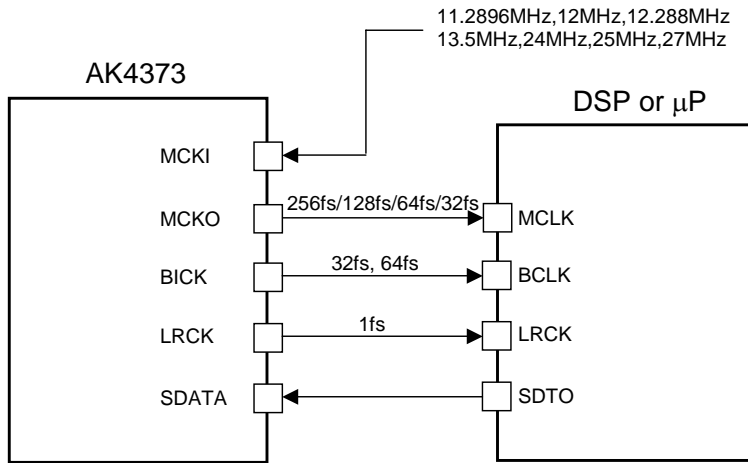 11.2896MHz,12MHz,12.288MHz
13.5MHz,24MHz,25MHz,27MHz
AK4373
DSP or μP
MCKI
MCKO
256fs/128fs/64fs/32fs
MCLK
BICK
32fs, 64fs
BCLK
LRCK
1fs
LRCK
SDATA
SDTO